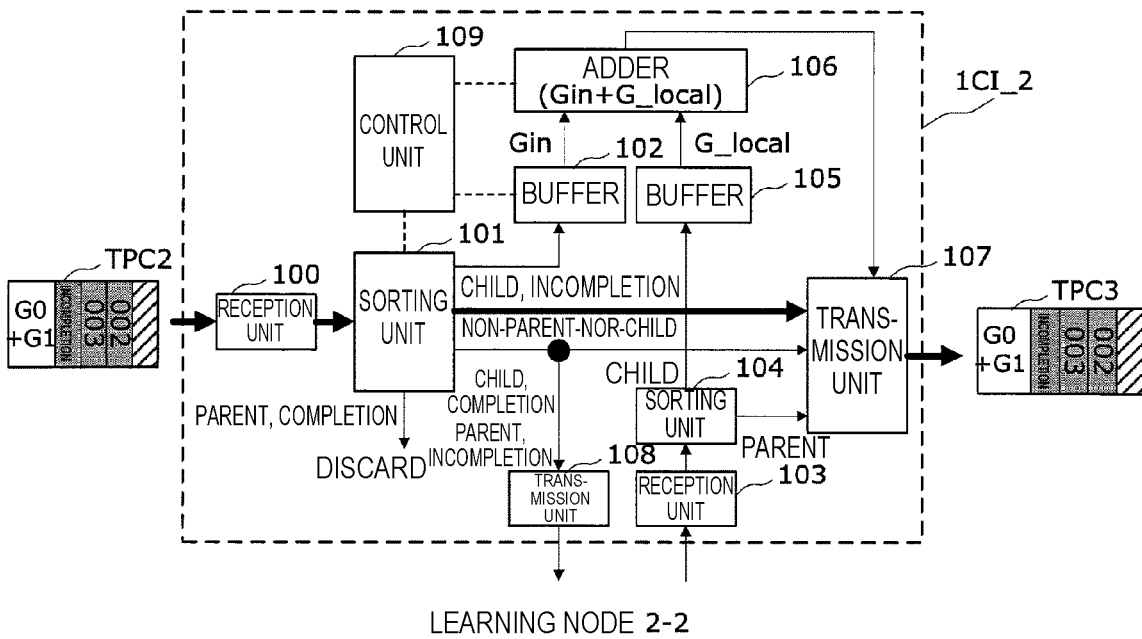 109
ADDER
(Gin+G_local)
106
1CI_2
CONTROL
UNIT
Gin
102
G_local
BUFFER
BUFFER
105
101
TPC2
100
107
TPC3
G0
+G1
INCOMPLETION
003
002
RECEPTION
UNIT
SORTING
UNIT
CHILD, INCOMPLETION
NON-PARENT-NOR-CHILD
TRANS-
MISSION
UNIT
G0
+G1
INCOMPLETION
003
002
CHILD,
COMPLETION
PARENT,
INCOMPLETION
CHILD
104
SORTING
UNIT
PARENT
PARENT, COMPLETION
DISCARD
108
TRANS-
MISSION
UNIT
RECEPTION
UNIT
103
LEARNING NODE 2-2